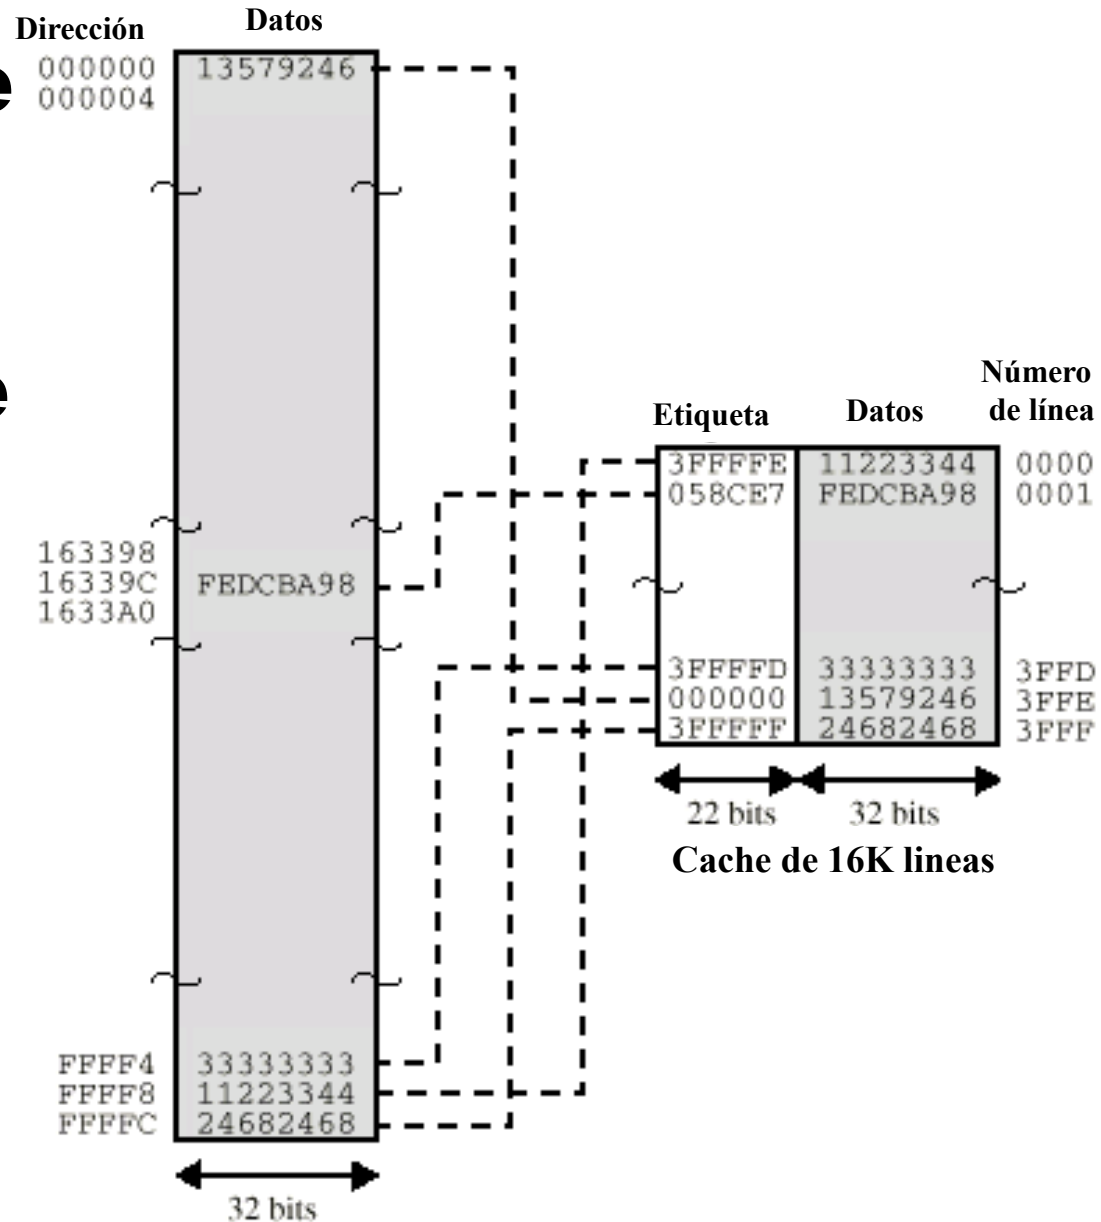 Dirección
Datos
e
000000 13579246
000004
e
163398
16339C FEDCBA98
1633A0
FFFF4 33333333
FFFF8 11223344
FFFFC 24682468
32 bits
Etiqueta
Datos
Número
de línea
3FFFFE 11223344 0000
058CE7 FEDCBA98 0001
3FFFFD 33333333 3FFD
000000 13579246 3FFE
3FFFFF 24682468 3FFF
22 bits
32 bits
Cache de 16K lineas